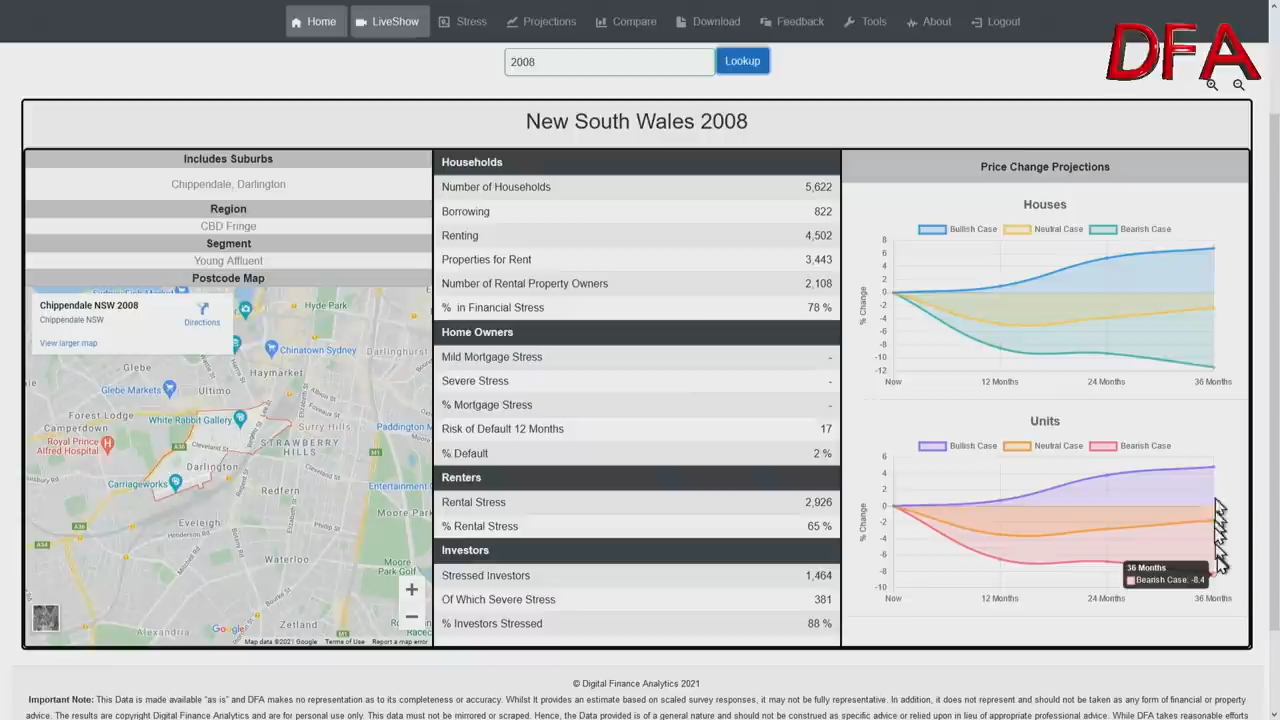 Home LiveShow Stress Projections Compare Download Feedback Tools About Logout
DFA
2008 Lookup
New South Wales 2008
Includes Suburbs
Chippendale, Darlington
Region
CBD Fringe
Segment
Young Affluent
Postcode Map
Chippendale NSW 2008
Chippendale NSW
Directions
View larger map
Hyde Park
Chinatown Sydney
Darlinghurst
Glebe
Haymarket
Glebe Markets
Ultimo
Forest Lodge
White Rabbit Gallery
Surry Hills
Camperdown
Paddington
Royal Prince
Alfred Hospital
Cleveland St
STRAWBERRY
HILLS
Darlington
Carriageworks
Redfern
Entertainment
Moore Park
Eveleigh
Henderson Rd
Waterloo
Moore
Park Golf
Alexandria
Zetland
Google
Map data ©2021 Google Terms of Use Report a map error
Households
Number of Households 5,622
Borrowing 822
Renting 4,502
Properties for Rent 3,443
Number of Rental Property Owners 2,108
% in Financial Stress 78 %
Home Owners
Mild Mortgage Stress -
Severe Stress -
% Mortgage Stress -
Risk of Default 12 Months 17
% Default 2 %
Renters
Rental Stress 2,926
% Rental Stress 65 %
Investors
Stressed Investors 1,464
Of Which Severe Stress 381
% Investors Stressed 88 %
Price Change Projections
Houses
Bullish Case Neutral Case Bearish Case
8
6
4
2
0
-2
-4
-6
-8
-10
-12
% Change
Now 12 Months 24 Months 36 Months
Units
Bullish Case Neutral Case Bearish Case
6
4
2
0
-2
-4
-6
-8
-10
% Change
36 Months
Bearish Case: -8.4
Now 12 Months 24 Months 36 Months
© Digital Finance Analytics 2021
Important Note: This Data is made available “as is” and DFA makes no representation as to its completeness or accuracy. Whilst It provides an estimate based on scaled survey responses, it may not be fully representative. In addition, it does not represent and should not be taken as any form of financial or property
advice. The results are copyright Digital Finance Analytics and are for personal use only. This data must not be mirrored or scraped. Hence, the Data provided is of a general nature and should not be construed as specific advice or relied upon in lieu of appropriate professional advice. While DFA takes reasonable efforts